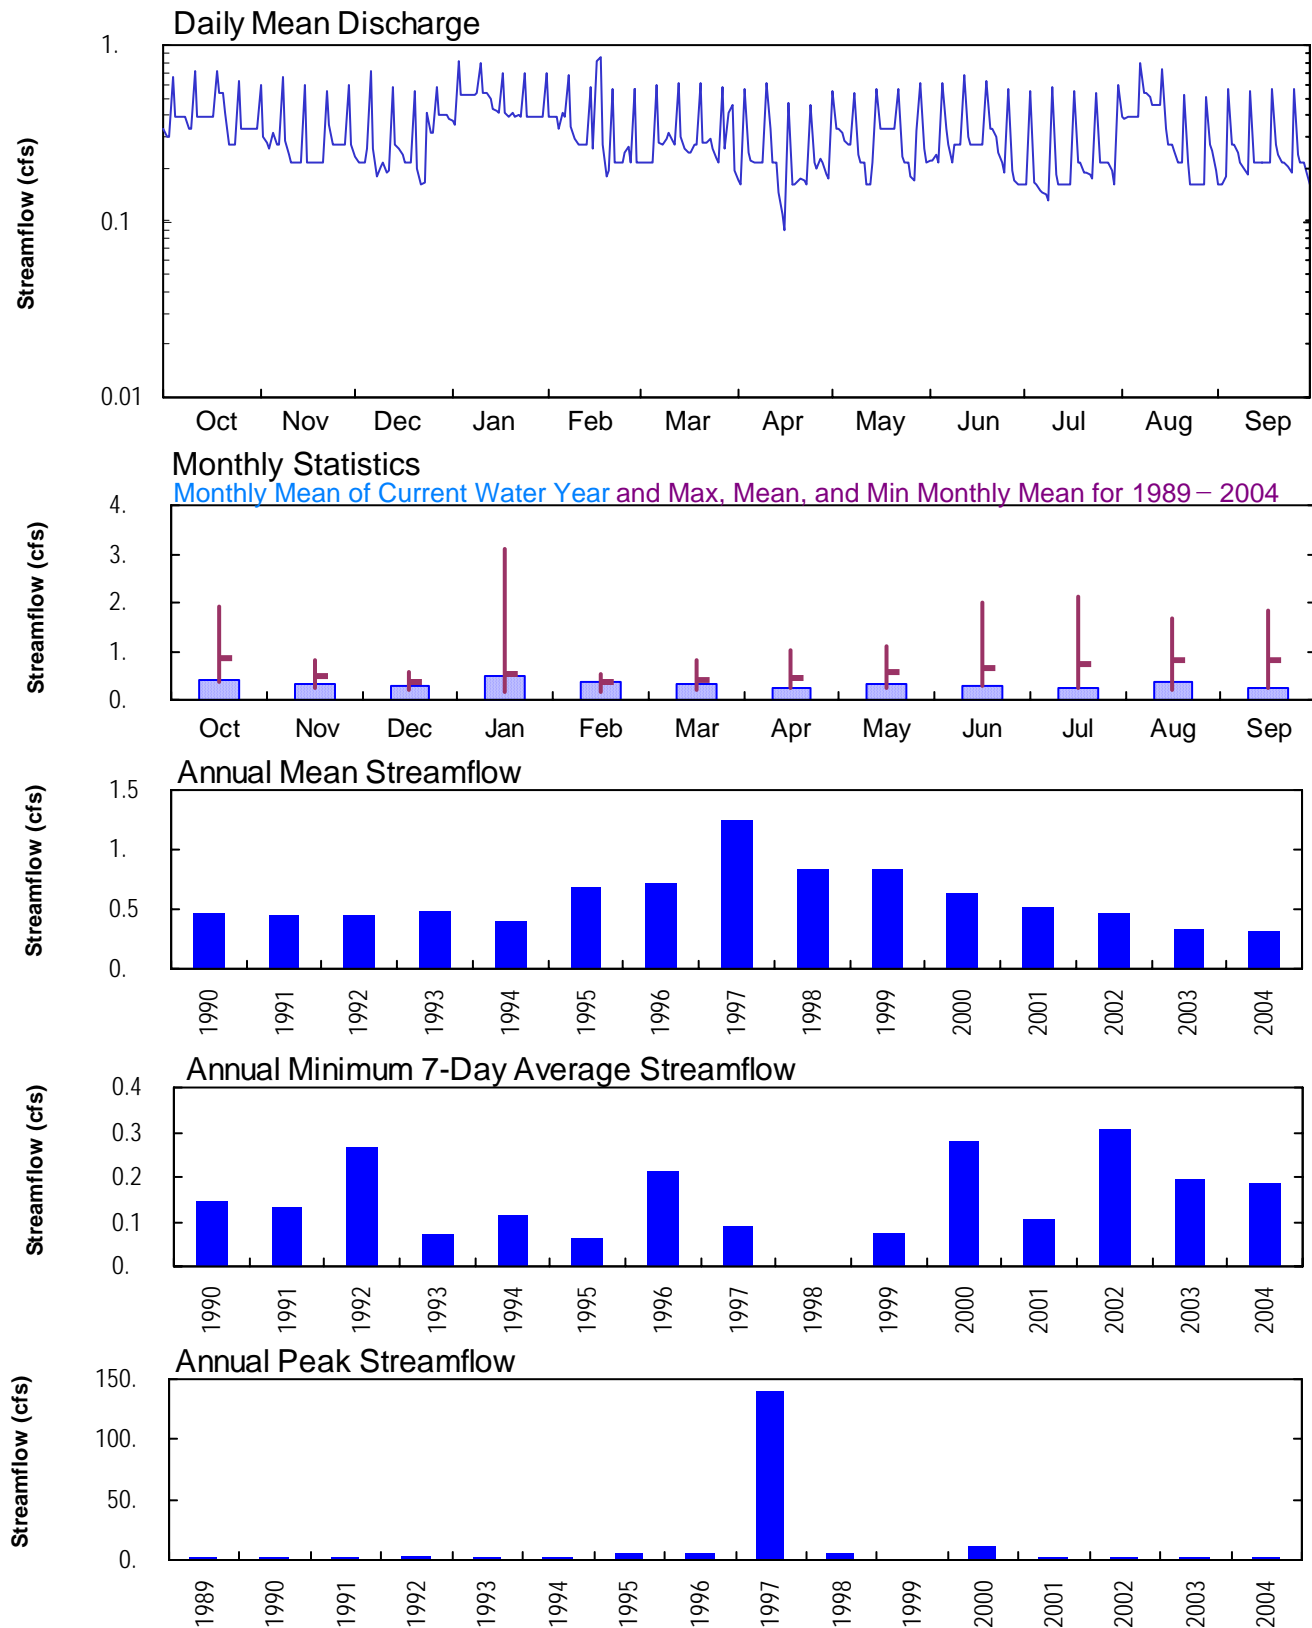 Daily Mean Discharge
Streamflow (cfs)
1.
0.1
0.01
Oct Nov Dec Jan Feb Mar Apr May Jun Jul Aug Sep
Monthly Statistics
Monthly Mean of Current Water Year and Max, Mean, and Min Monthly Mean for 1989 – 2004
Streamflow (cfs)
4.
3.
2.
1.
0.
Oct Nov Dec Jan Feb Mar Apr May Jun Jul Aug Sep
Annual Mean Streamflow
Streamflow (cfs)
1.5
1.
0.5
0.
1990 1991 1992 1993 1994 1995 1996 1997 1998 1999 2000 2001 2002 2003 2004
Annual Minimum 7-Day Average Streamflow
Streamflow (cfs)
0.4
0.3
0.2
0.1
0.
1990 1991 1992 1993 1994 1995 1996 1997 1998 1999 2000 2001 2002 2003 2004
Annual Peak Streamflow
Streamflow (cfs)
150.
100.
50.
0.
1989 1990 1991 1992 1993 1994 1995 1996 1997 1998 1999 2000 2001 2002 2003 2004